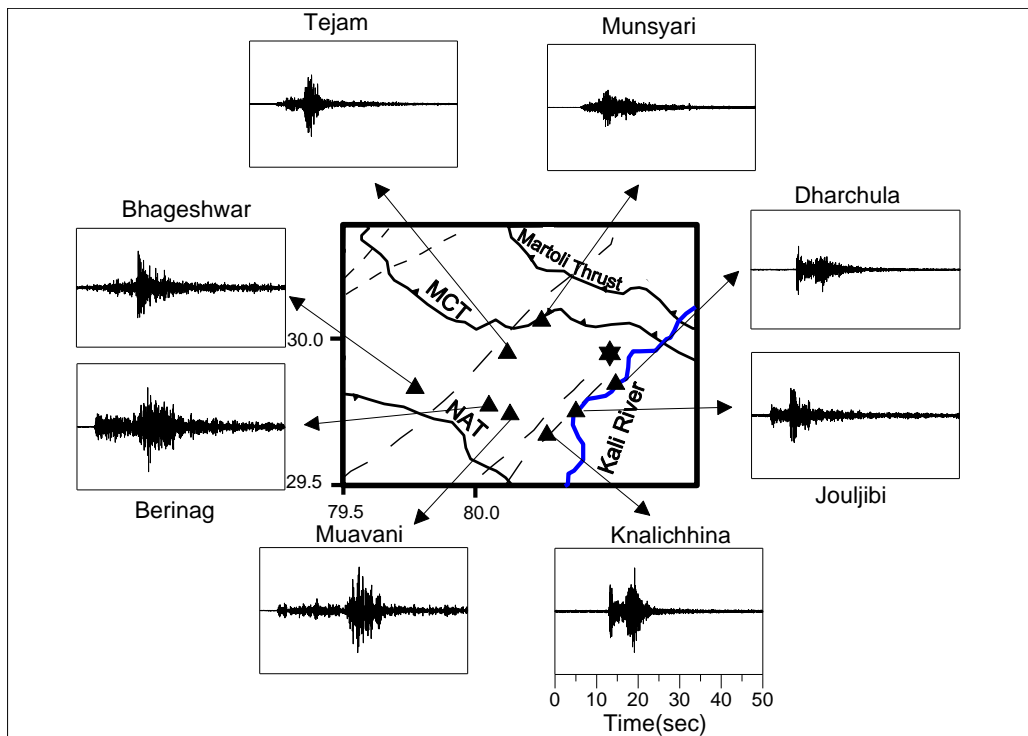 Tejam
Munsyari
Bhageshwar
Dharchula
Martoli Thrust
MCT
30.0
NAT
Kali River
29.5
79.5
80.0
Berinag
Jouljibi
Muavani
Knalichhina
0 10 20 30 40 50
Time(sec)